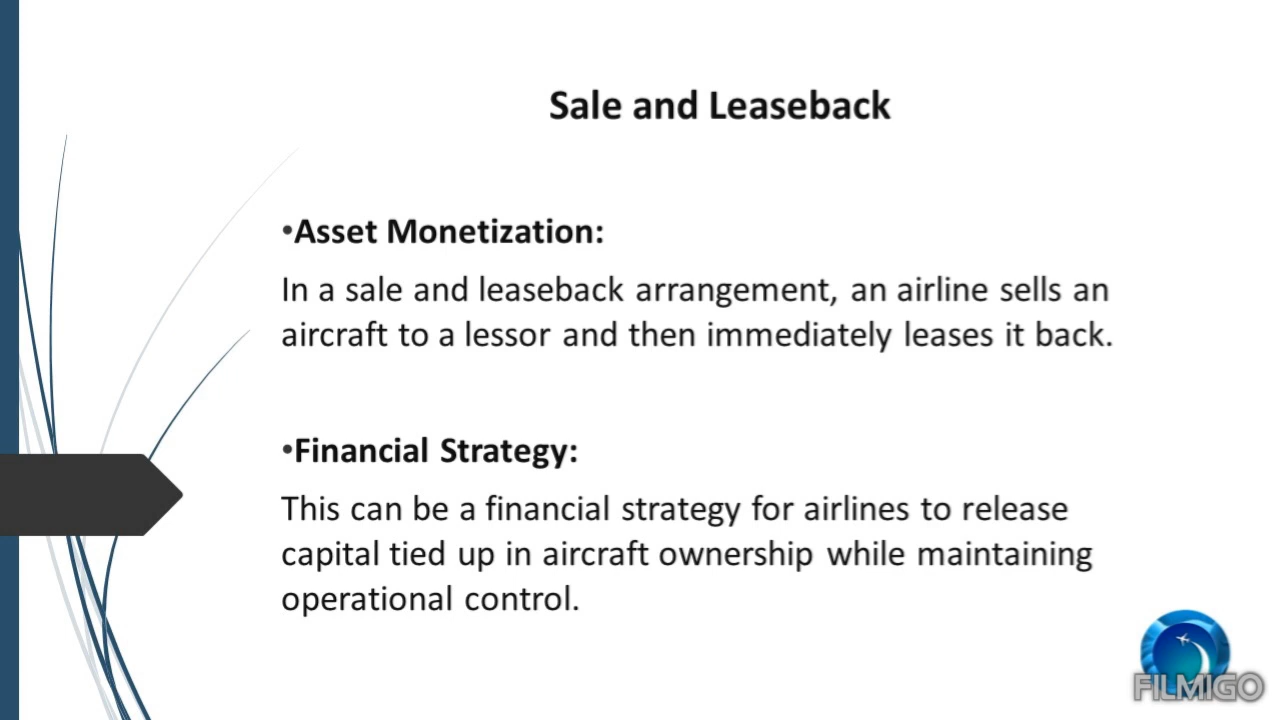 Sale and Leaseback
•Asset Monetization:
In a sale and leaseback arrangement, an airline sells an
aircraft to a lessor and then immediately leases it back.
•Financial Strategy:
This can be a financial strategy for airlines to release
capital tied up in aircraft ownership while maintaining
operational control.
FILMIGO